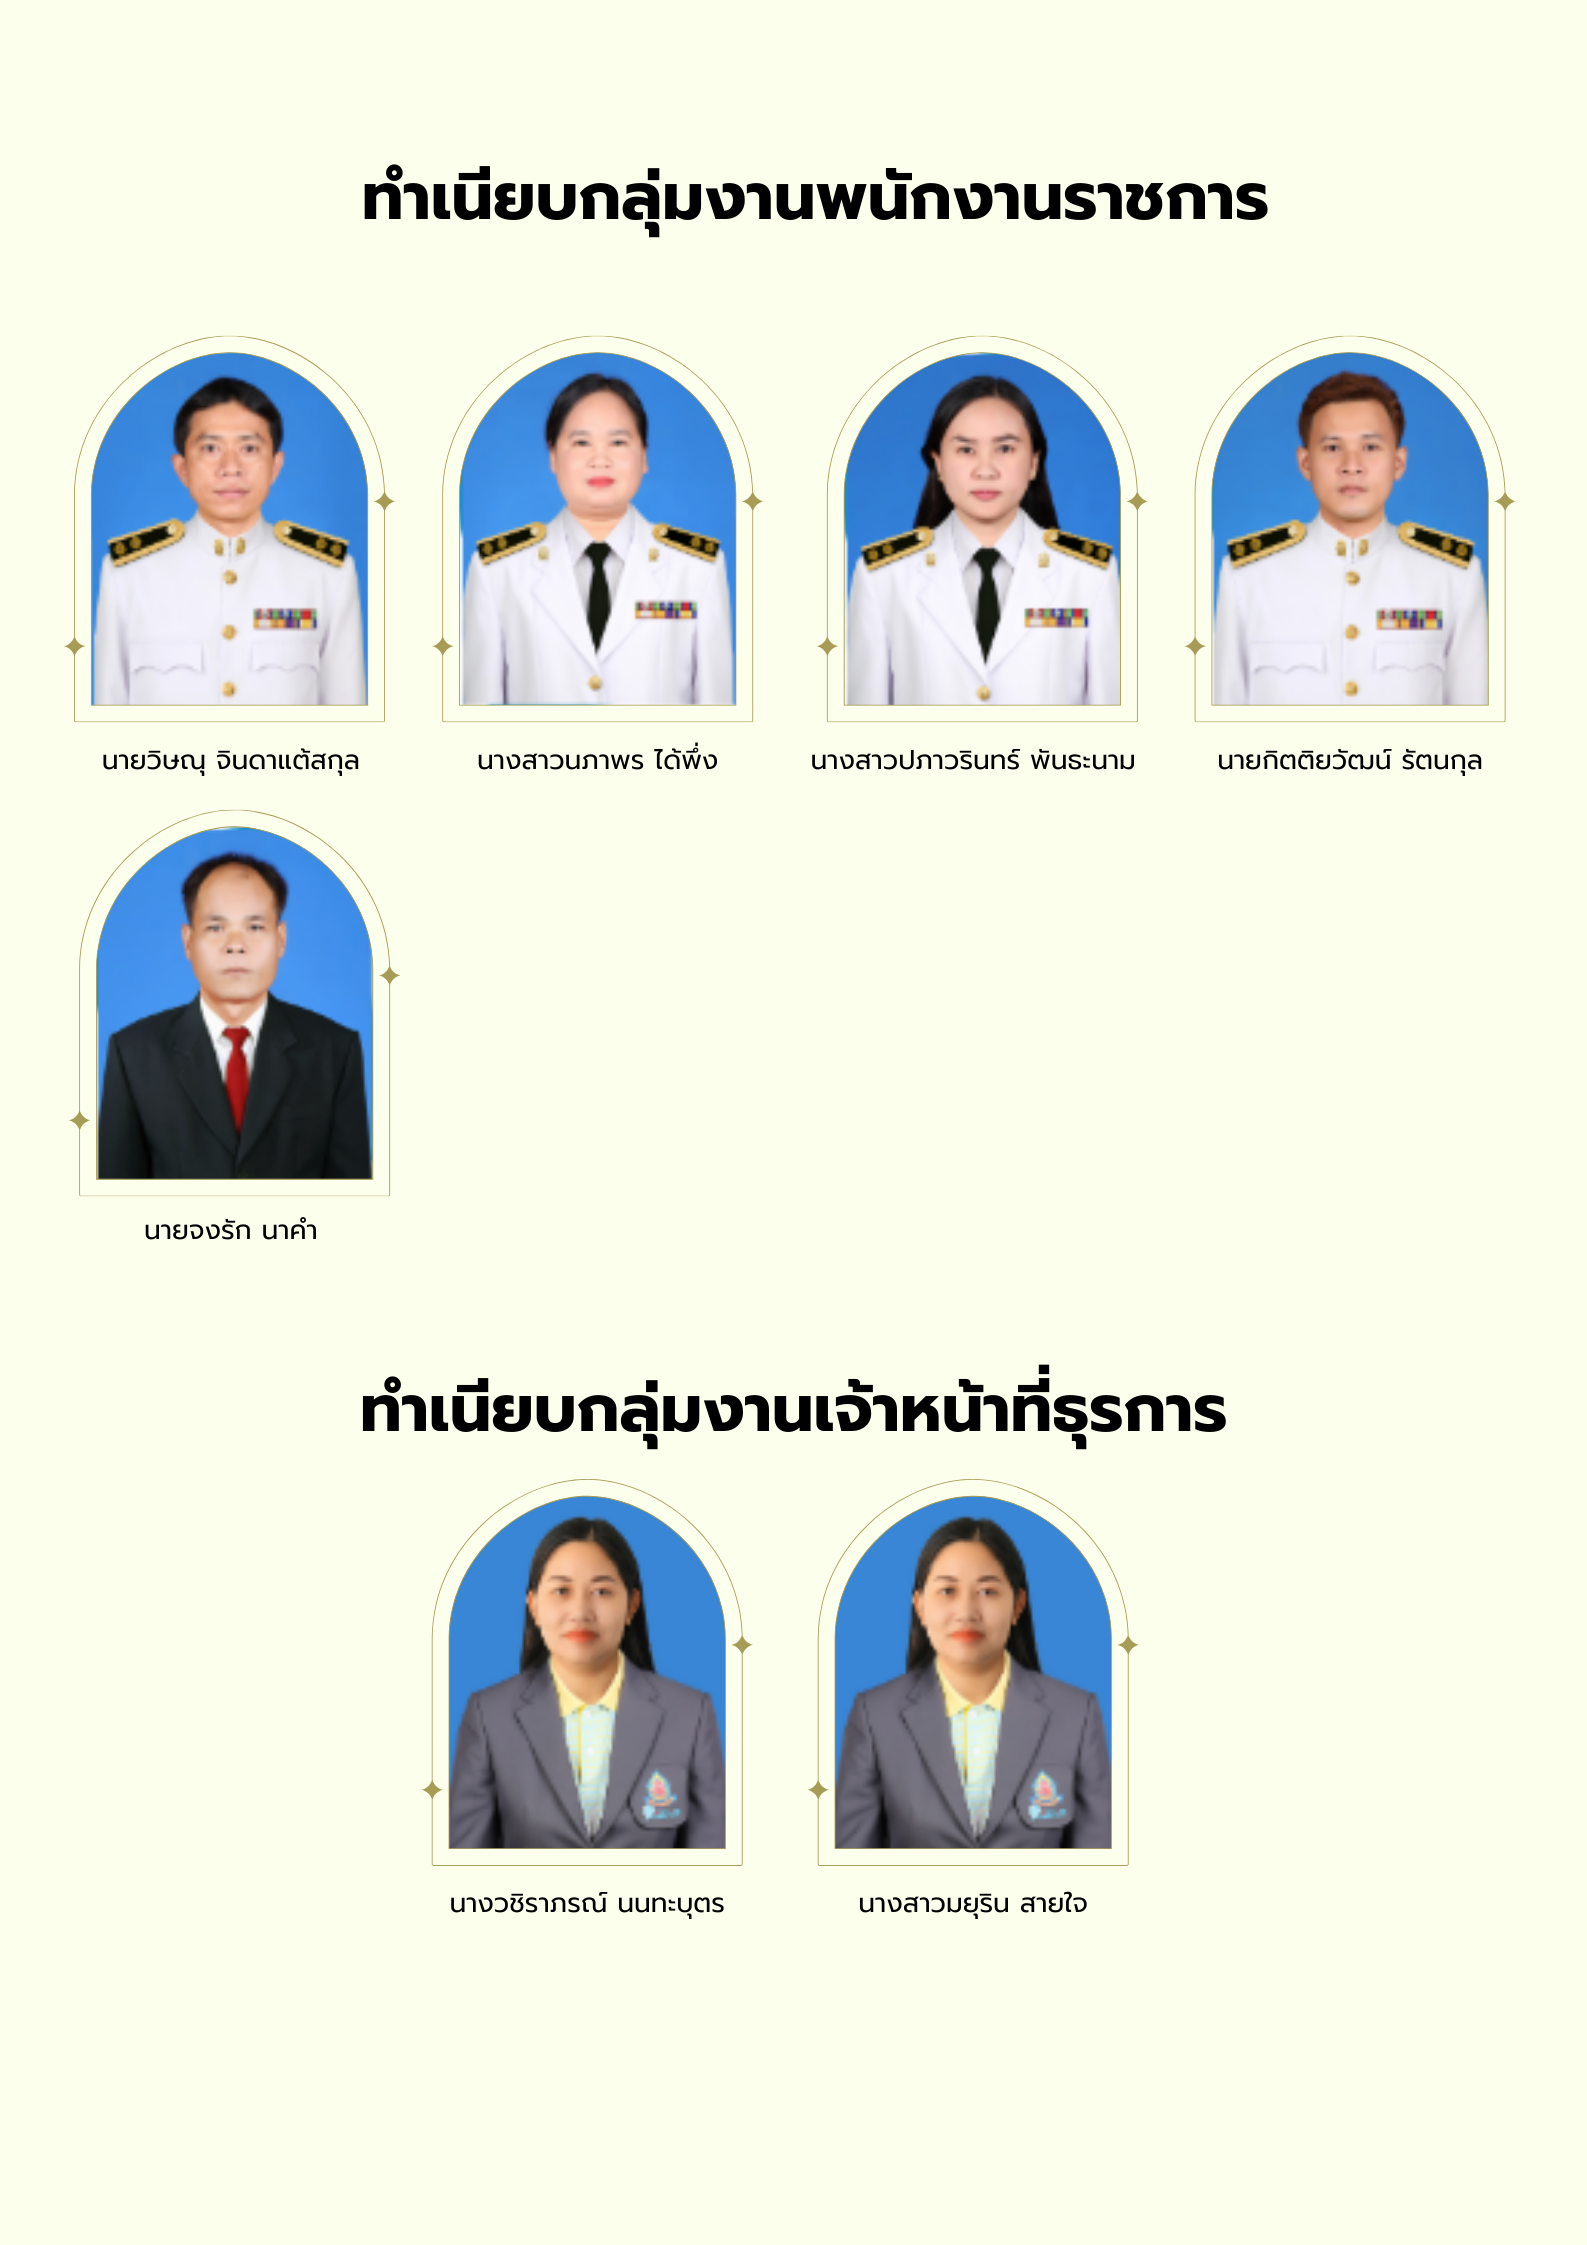 ทำเนียบกลุ่มงานพนักงานราชการ
นายวิษณุ จินดาแต้สกุล
นางสาวนภาพร ได้พึ่ง
นางสาวปภาวรินทร์ พันธะนาม
นายกิตติยวัฒน์ รัตนกุล
นายจงรัก นาคำ
ทำเนียบกลุ่มงานเจ้าหน้าที่ธุรการ
นางวชิราภรณ์ นนทะบุตร
นางสาวมยุริน สายใจ